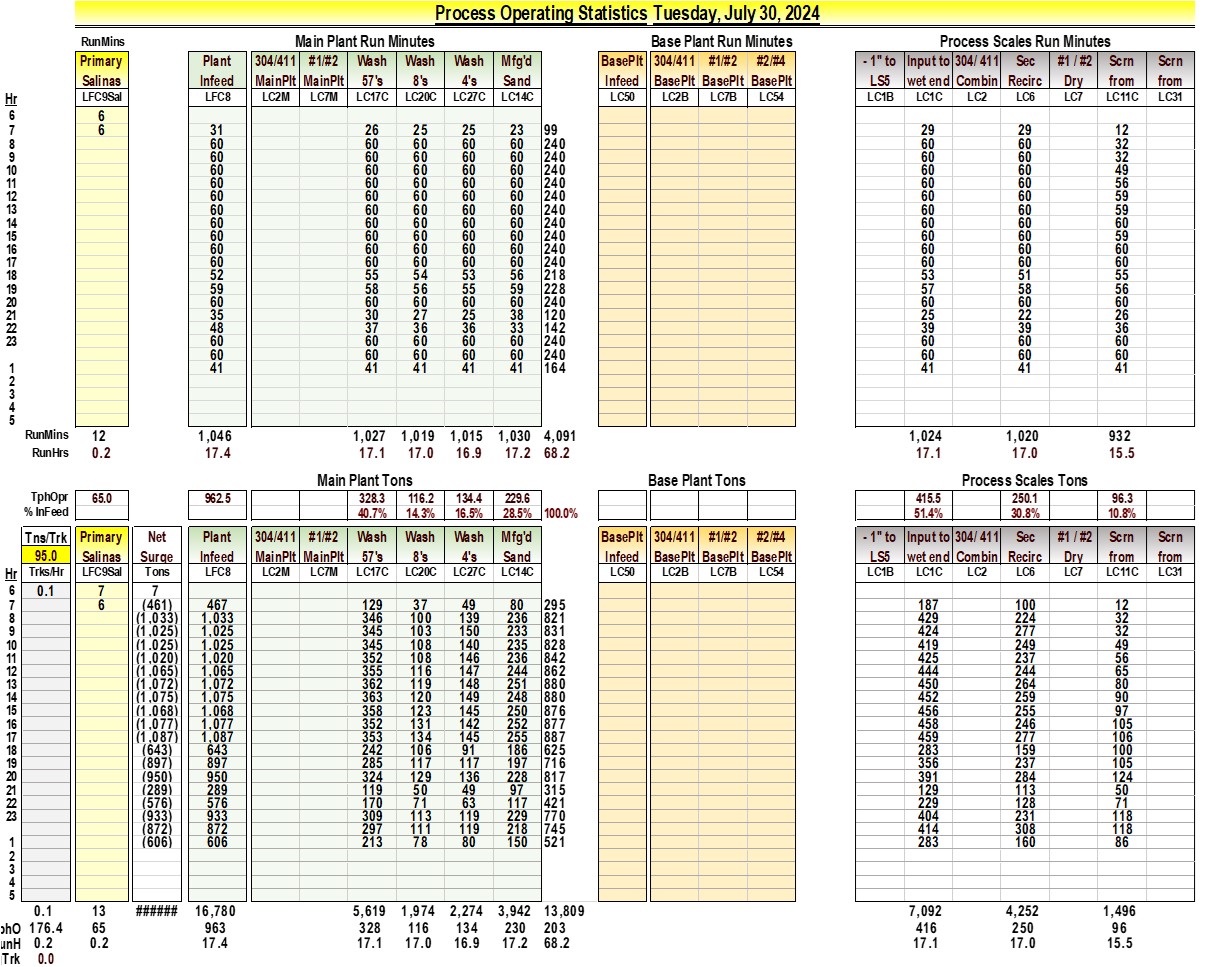 Process Operating Statistics Tuesday, July 30, 2024
RunMins Main Plant Run Minutes Base Plant Run Minutes Process Scales Run Minutes
Primary Plant 304/411 #1/#2 Wash Wash Wash Mfg'd BasePlt 304/411 #1/#2 #2/#4 - 1" to Input to 304/ 411 Sec #1 / #2 Scrn Scrn
Salinas Infeed MainPlt MainPlt 57's 8's 4's Sand Infeed BasePlt BasePlt BasePlt LS5 wet end Combin Recirc Dry from from
Hr LFC9Sal LFC8 LC2M LC7M LC17C LC20C LC27C LC14C LC50 LC2B LC7B LC54 LC1B LC1C LC2 LC6 LC7 LC11C LC31
6 6
7 6 31 26 25 25 23 99 29 29 12
8 60 60 60 60 60 240 60 60 32
9 60 60 60 60 60 240 60 60 32
10 60 60 60 60 60 240 60 60 49
11 60 60 60 60 60 240 60 60 56
12 60 60 60 60 60 240 60 60 59
13 60 60 60 60 60 240 60 60 59
14 60 60 60 60 60 240 60 60 60
15 60 60 60 60 60 240 60 60 59
16 60 60 60 60 60 240 60 60 60
17 60 60 60 60 60 240 60 60 60
18 52 55 54 53 56 218 53 51 55
19 59 58 56 55 59 228 57 58 56
20 60 60 60 60 60 240 60 60 60
21 35 30 27 25 38 120 25 22 26
22 48 37 36 36 33 142 39 39 36
23 60 60 60 60 60 240 60 60 60
60 60 60 60 60 240 60 60 60
1 41 41 41 41 41 164 41 41 41
2
3
4
5
RunMins 12 1,046 1,027 1,019 1,015 1,030 4,091 1,024 1,020 932
RunHrs 0.2 17.4 17.1 17.0 16.9 17.2 68.2 17.1 17.0 15.5
Main Plant Tons Base Plant Tons Process Scales Tons
TphOpr 65.0 962.5 328.3 116.2 134.4 229.6 415.5 250.1 96.3
% InFeed 40.7% 14.3% 16.5% 28.5% 100.0% 51.4% 30.8% 10.8%
Tns/Trk Primary Net Plant 304/411 #1/#2 Wash Wash Wash Mfg'd BasePlt 304/411 #1/#2 #2/#4 - 1" to Input to 304/ 411 Sec #1 / #2 Scrn Scrn
95.0 Salinas Surge Infeed MainPlt MainPlt 57's 8's 4's Sand Infeed BasePlt BasePlt BasePlt LS5 wet end Combin Recirc Dry from from
Hr Trks/Hr LFC9Sal Tons LFC8 LC2M LC7M LC17C LC20C LC27C LC14C LC50 LC2B LC7B LC54 LC1B LC1C LC2 LC6 LC7 LC11C LC31
6 0.1 7 7
7 6 (461) 467 129 37 49 80 295 187 100 12
8 (1,033) 1,033 346 100 139 236 821 429 224 32
9 (1,025) 1,025 345 103 150 233 831 424 277 32
10 (1,025) 1,025 345 108 140 235 828 419 249 49
11 (1,020) 1,020 352 108 146 236 842 425 237 56
12 (1,065) 1,065 355 116 147 244 862 444 244 65
13 (1,072) 1,072 362 119 148 251 880 450 264 80
14 (1,075) 1,075 363 120 149 248 880 452 259 90
15 (1,068) 1,068 358 123 145 250 876 456 255 97
16 (1,077) 1,077 352 131 142 252 877 458 246 105
17 (1,087) 1,087 353 134 145 255 887 459 277 106
18 (643) 643 242 106 91 186 625 283 159 100
19 (897) 897 285 117 117 197 716 356 237 105
20 (950) 950 324 129 136 228 817 391 284 124
21 (289) 289 119 50 49 97 315 129 113 50
22 (576) 576 170 71 63 117 421 229 128 71
23 (933) 933 309 113 119 229 770 404 231 118
(872) 872 297 111 119 218 745 414 308 118
1 (606) 606 213 78 80 150 521 283 160 86
2
3
4
5
0.1 13 ###### 16,780 5,619 1,974 2,274 3,942 13,809 7,092 4,252 1,496
phO 176.4 65 963 328 116 134 230 203 416 250 96
unH 0.2 0.2 17.4 17.1 17.0 16.9 17.2 68.2 17.1 17.0 15.5
Trk 0.0